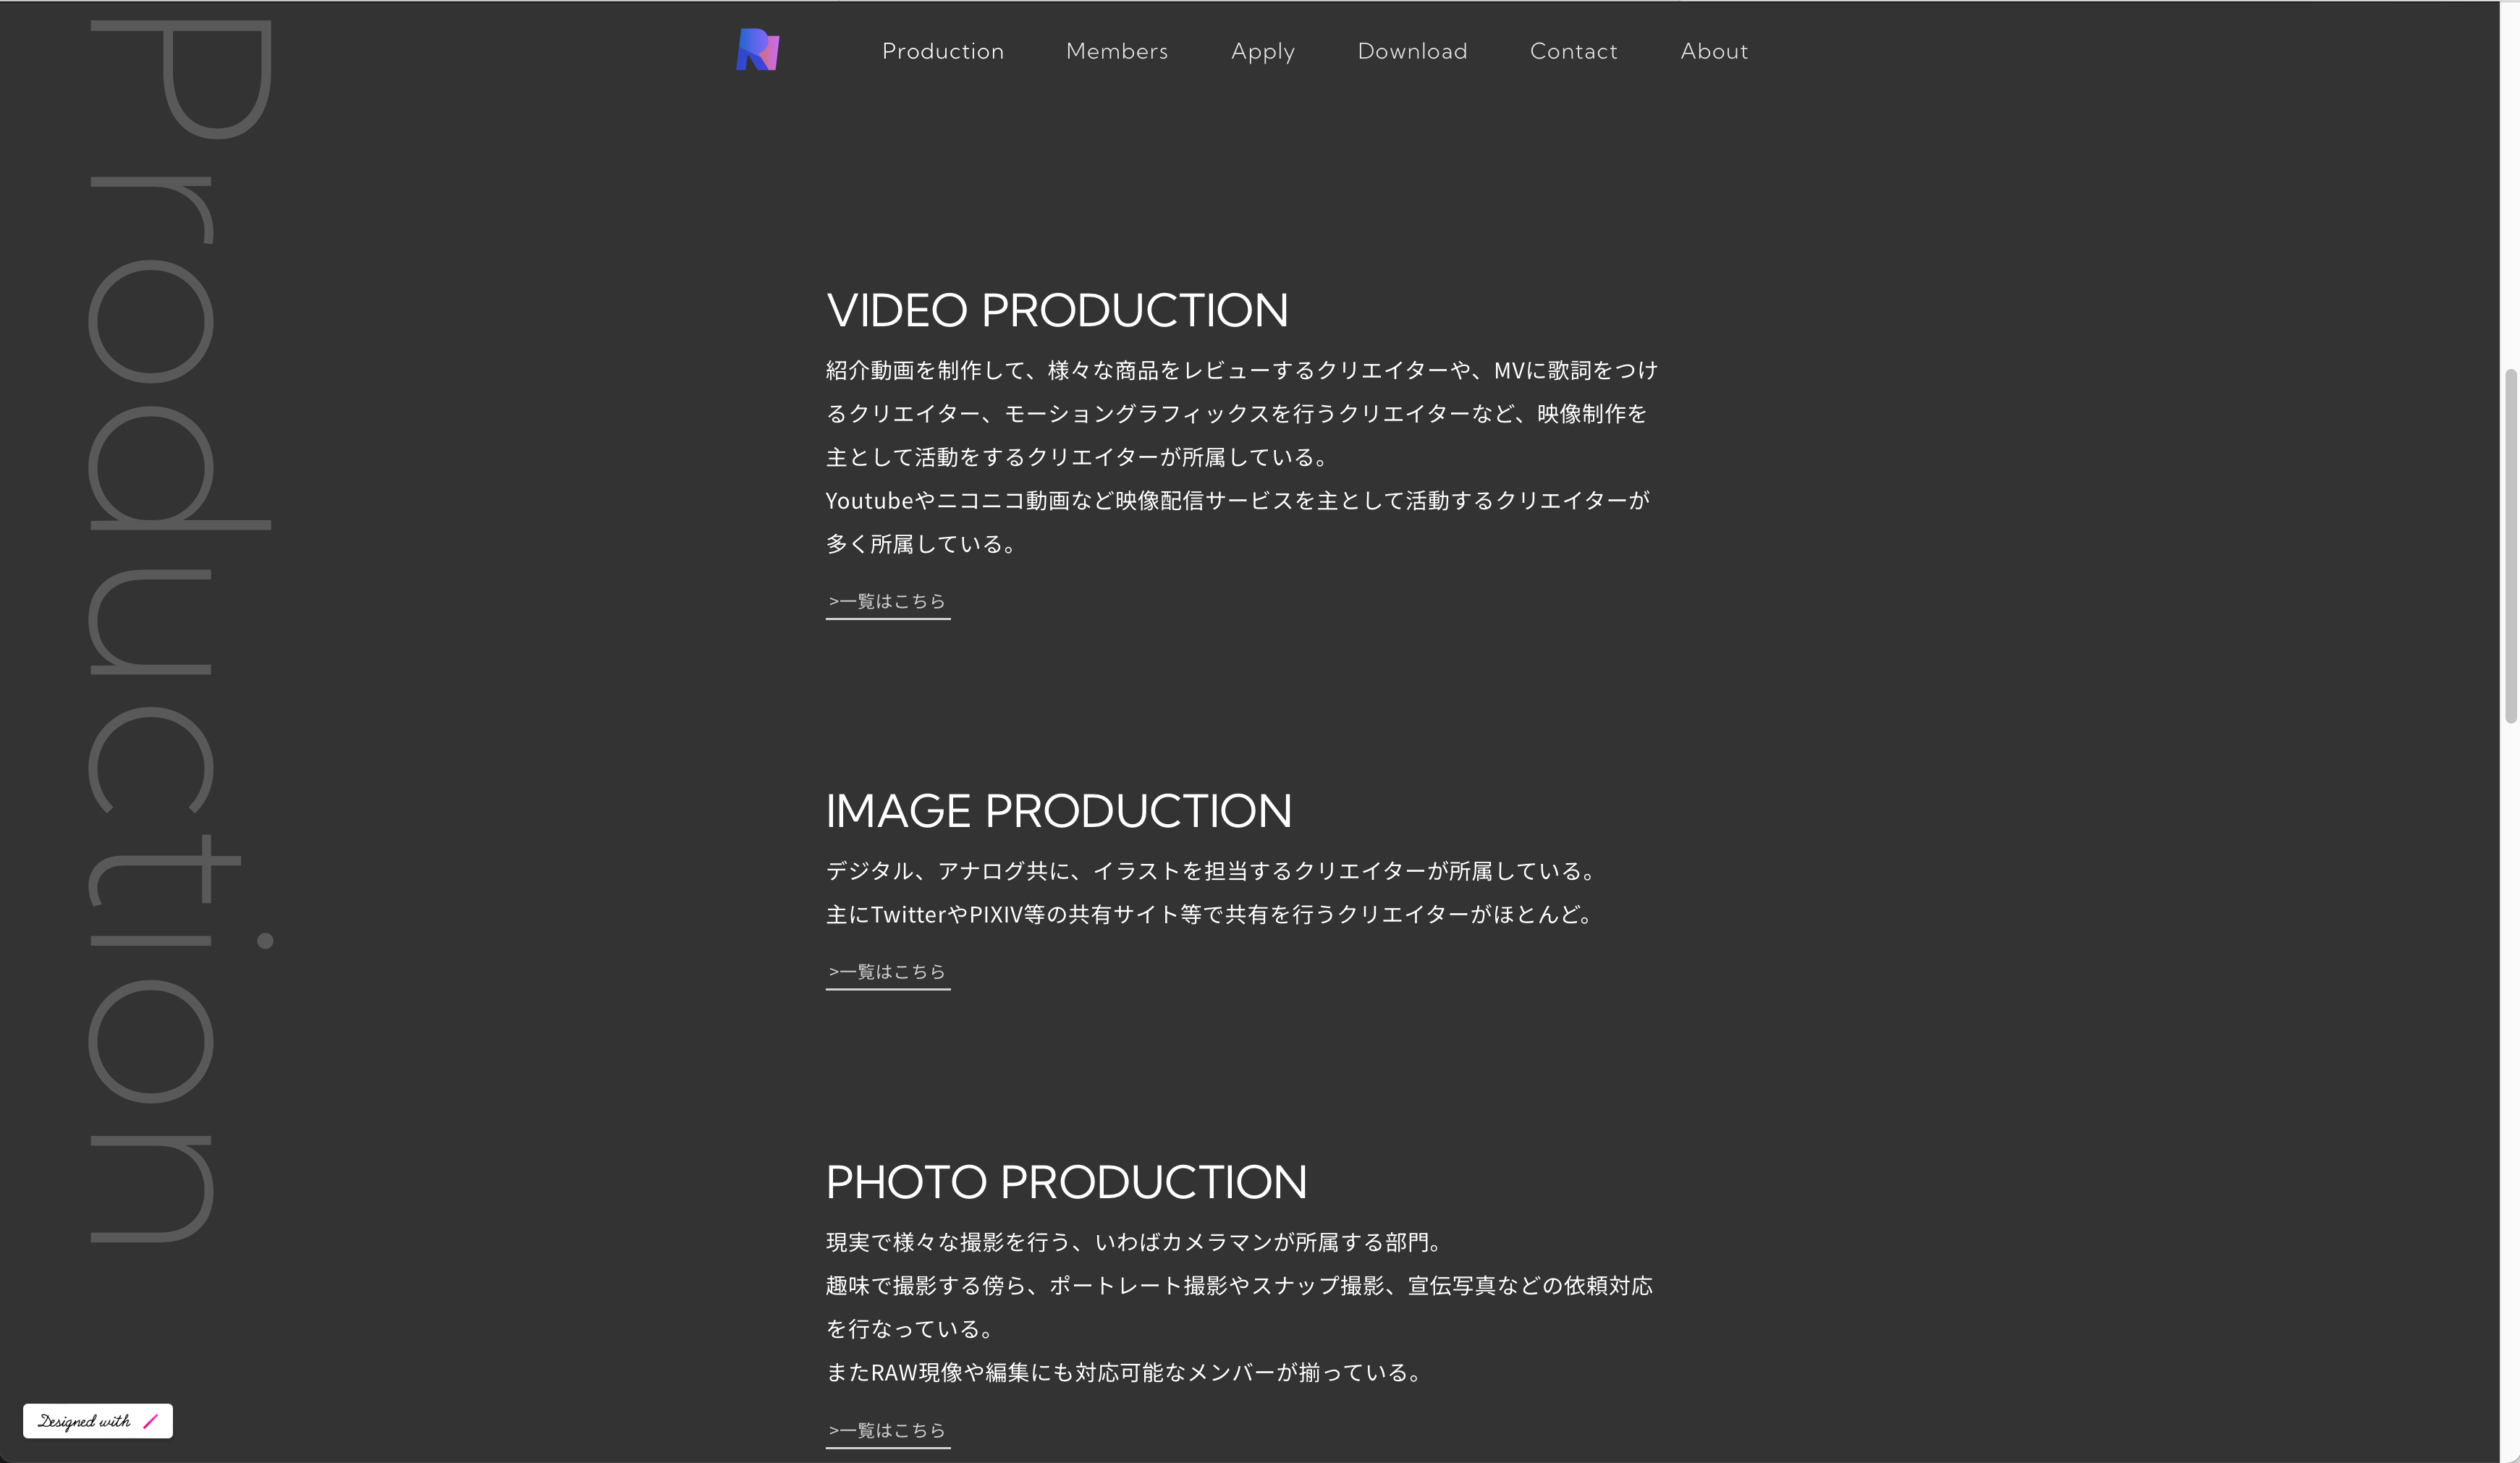 Production Members Apply Download Contact About
Production
VIDEO PRODUCTION
紹介動画を制作して、様々な商品をレビューするクリエイターや、MVに歌詞をつけ
るクリエイター、モーショングラフィックスを行うクリエイターなど、映像制作を
主として活動をするクリエイターが所属している。
Youtubeやニコニコ動画など映像配信サービスを主として活動するクリエイターが
多く所属している。
>一覧はこちら
IMAGE PRODUCTION
デジタル、アナログ共に、イラストを担当するクリエイターが所属している。
主にTwitterやPIXIV等の共有サイト等で共有を行うクリエイターがほとんど。
>一覧はこちら
PHOTO PRODUCTION
現実で様々な撮影を行う、いわばカメラマンが所属する部門。
趣味で撮影する傍ら、ポートレート撮影やスナップ撮影、宣伝写真などの依頼対応
を行なっている。
またRAW現像や編集にも対応可能なメンバーが揃っている。
>一覧はこちら
Designed with